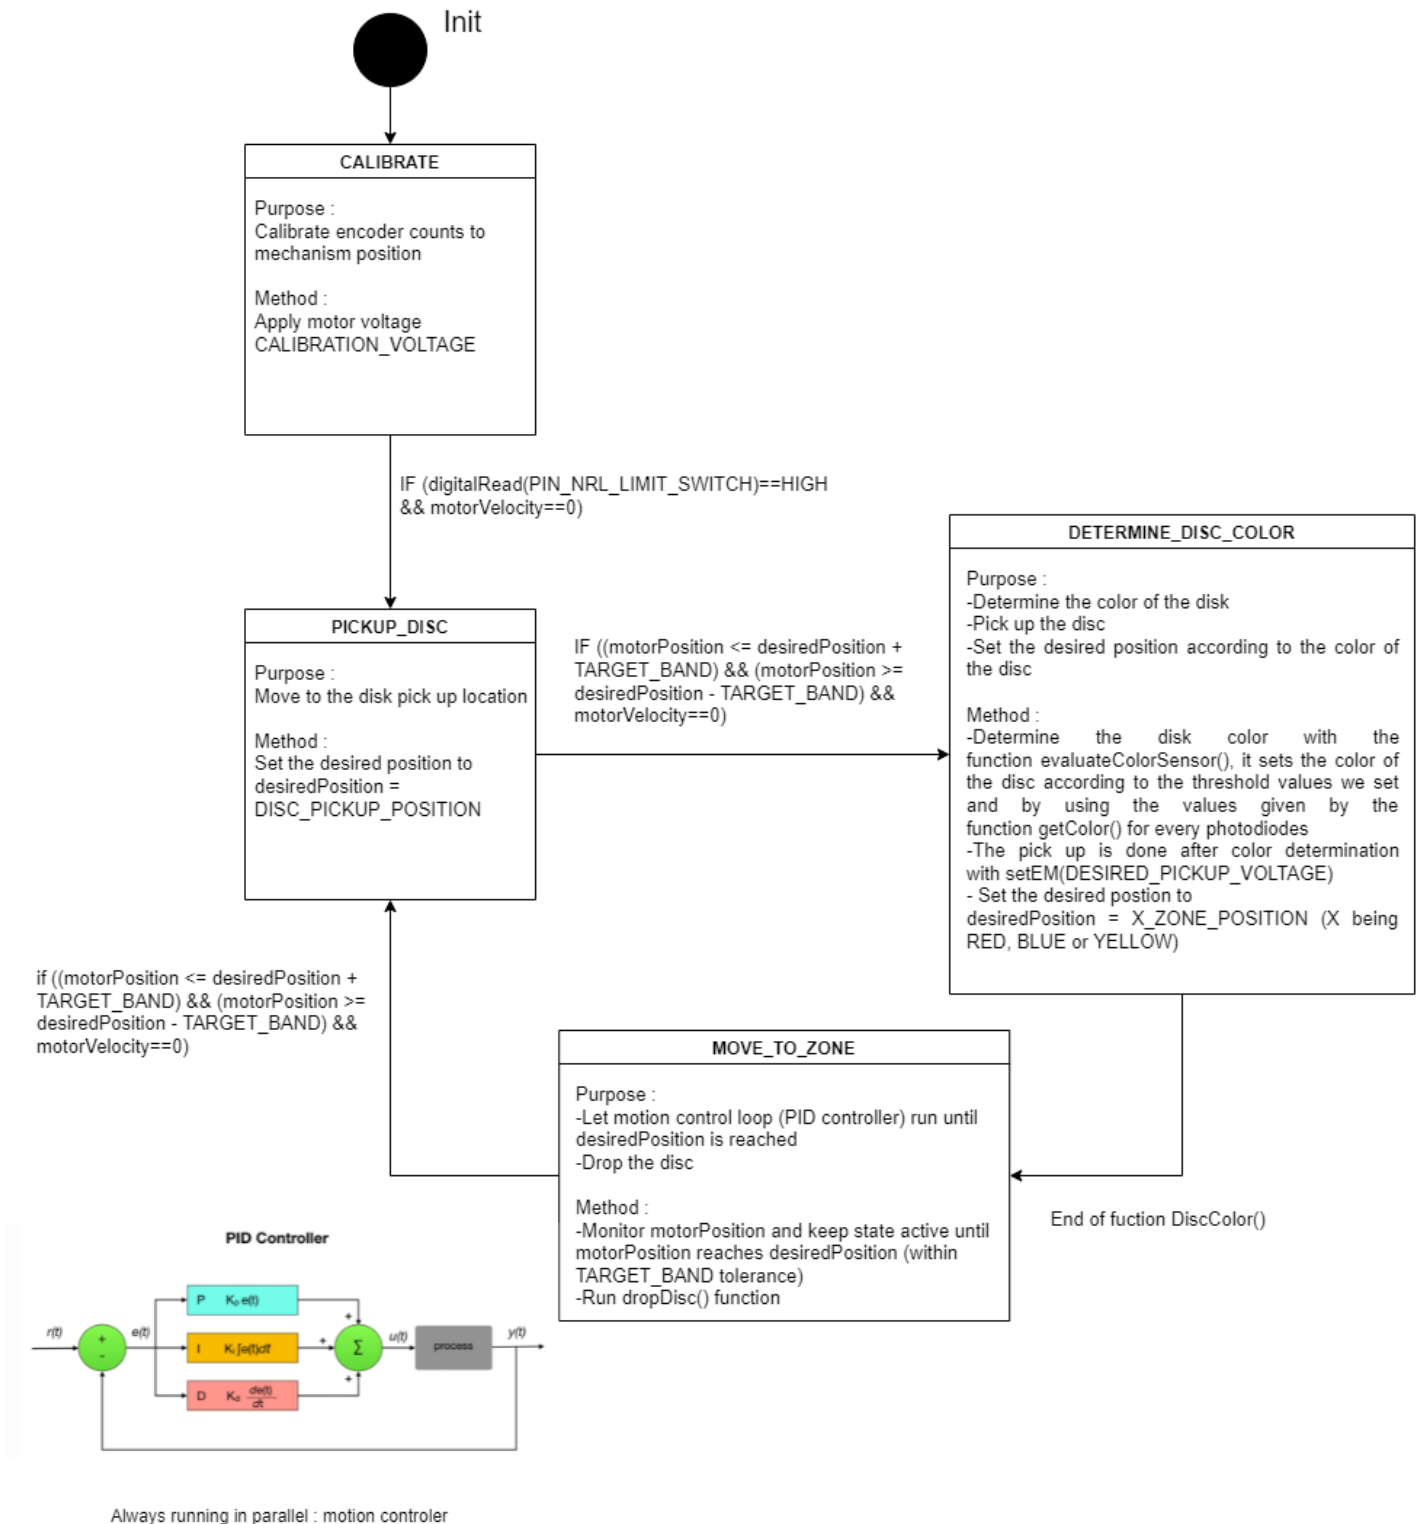 Init
CALIBRATE
Purpose :
Calibrate encoder counts to
mechanism position
Method :
Apply motor voltage
CALIBRATION_VOLTAGE
IF (digitalRead(PIN_NRL_LIMIT_SWITCH)==HIGH
&& motorVelocity==0)
PICKUP_DISC
Purpose :
Move to the disk pick up location
Method :
Set the desired position to
desiredPosition =
DISC_PICKUP_POSITION
IF ((motorPosition <= desiredPosition +
TARGET_BAND) && (motorPosition >=
desiredPosition - TARGET_BAND) &&
motorVelocity==0)
DETERMINE_DISC_COLOR
Purpose :
-Determine the color of the disk
-Pick up the disc
-Set the desired position according to the color of
the disc
Method :
-Determine the disk color with the
function evaluateColorSensor(), it sets the color of
the disc according to the threshold values we set
and by using the values given by the
function getColor() for every photodiodes
-The pick up is done after color determination
with setEM(DESIRED_PICKUP_VOLTAGE)
- Set the desired postion to
desiredPosition = X_ZONE_POSITION (X being
RED, BLUE or YELLOW)
if ((motorPosition <= desiredPosition +
TARGET_BAND) && (motorPosition >=
desiredPosition - TARGET_BAND) &&
motorVelocity==0)
MOVE_TO_ZONE
Purpose :
-Let motion control loop (PID controller) run until
desiredPosition is reached
-Drop the disc
Method :
-Monitor motorPosition and keep state active until
motorPosition reaches desiredPosition (within
TARGET_BAND tolerance)
-Run dropDisc() function
End of fuction DiscColor()
PID Controller
r(t)
+
-
e(t)
P Kₚ e(t)
I Kᵢ ∫e(t)dt
D K_d de(t)/dt
+
+
+
Σ
u(t)
process
y(t)
Always running in parallel : motion controler